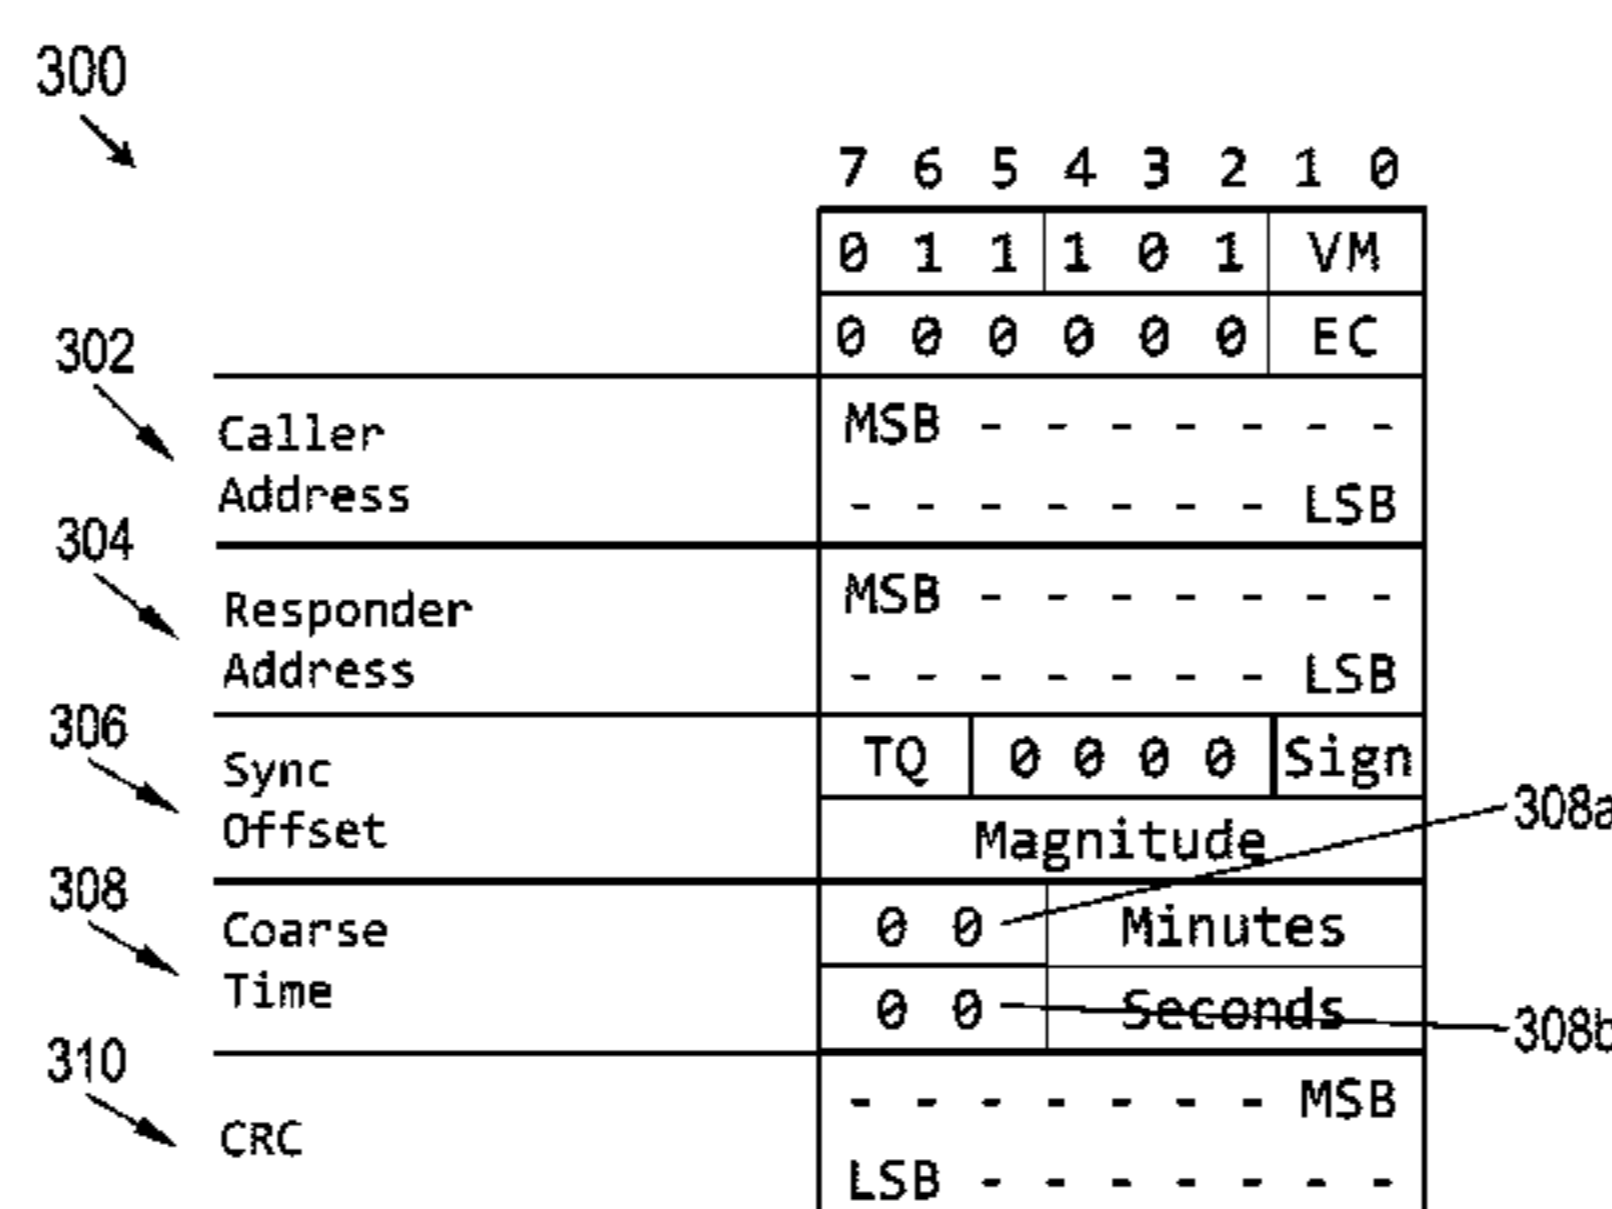 300
7 6 5 4 3 2 1 0
0 1 1 1 0 1 VM
0 0 0 0 0 0 EC
302
Caller MSB - - - - - - -
Address - - - - - - - LSB
304
Responder MSB - - - - - - -
Address - - - - - - - LSB
306
Sync TQ 0 0 0 0 Sign
Offset Magnitude
308a
308
Coarse 0 0 Minutes
Time 0 0 Seconds
308b
310
CRC - - - - - - - MSB
LSB - - - - - - -